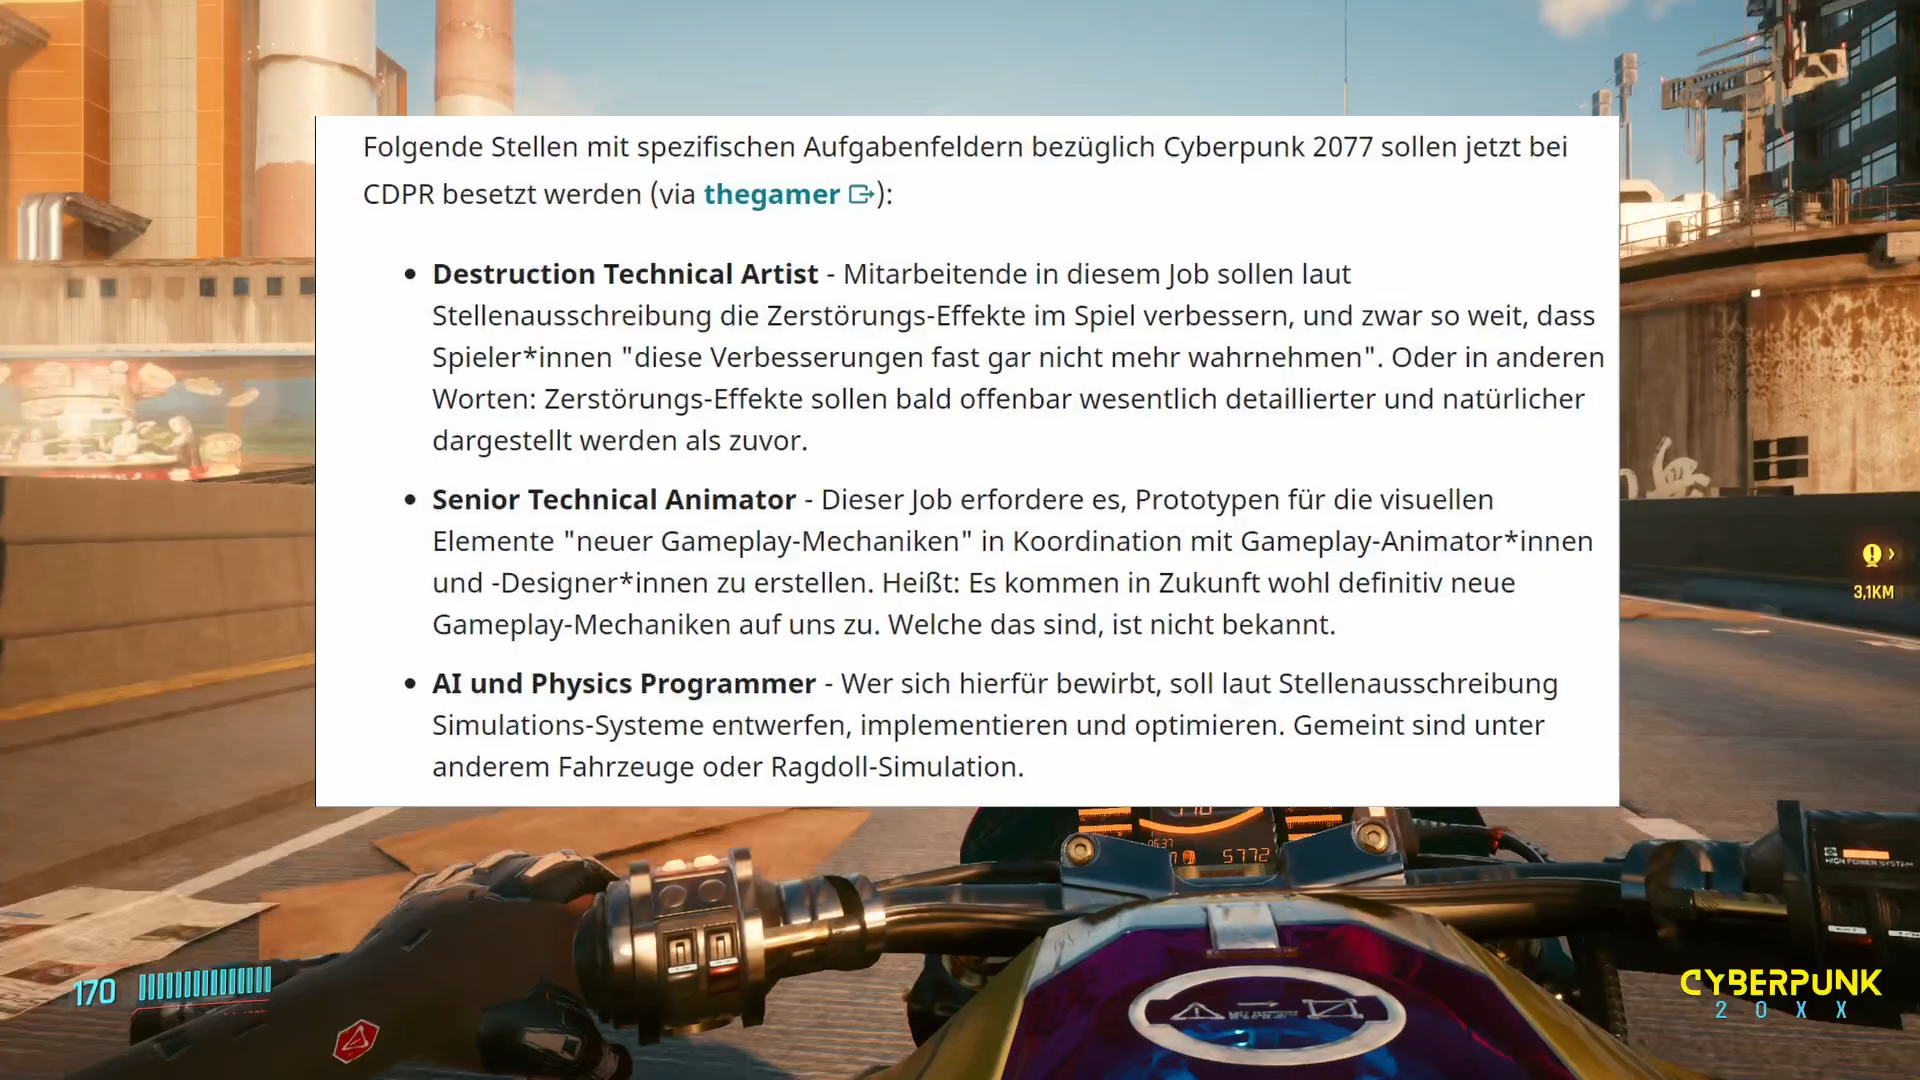 Folgende Stellen mit spezifischen Aufgabenfeldern bezüglich Cyberpunk 2077 sollen jetzt bei
CDPR besetzt werden (via thegamer):
• Destruction Technical Artist - Mitarbeitende in diesem Job sollen laut
Stellenausschreibung die Zerstörungs-Effekte im Spiel verbessern, und zwar so weit, dass
Spieler*innen "diese Verbesserungen fast gar nicht mehr wahrnehmen". Oder in anderen
Worten: Zerstörungs-Effekte sollen bald offenbar wesentlich detaillierter und natürlicher
dargestellt werden als zuvor.
• Senior Technical Animator - Dieser Job erfordere es, Prototypen für die visuellen
Elemente "neuer Gameplay-Mechaniken" in Koordination mit Gameplay-Animator*innen
und -Designer*innen zu erstellen. Heißt: Es kommen in Zukunft wohl definitiv neue
Gameplay-Mechaniken auf uns zu. Welche das sind, ist nicht bekannt.
• AI und Physics Programmer - Wer sich hierfür bewirbt, soll laut Stellenausschreibung
Simulations-Systeme entwerfen, implementieren und optimieren. Gemeint sind unter
anderem Fahrzeuge oder Ragdoll-Simulation.
3,1KM
5772
HIGH POWER SYSTEM
170
CYBERPUNK
20XX